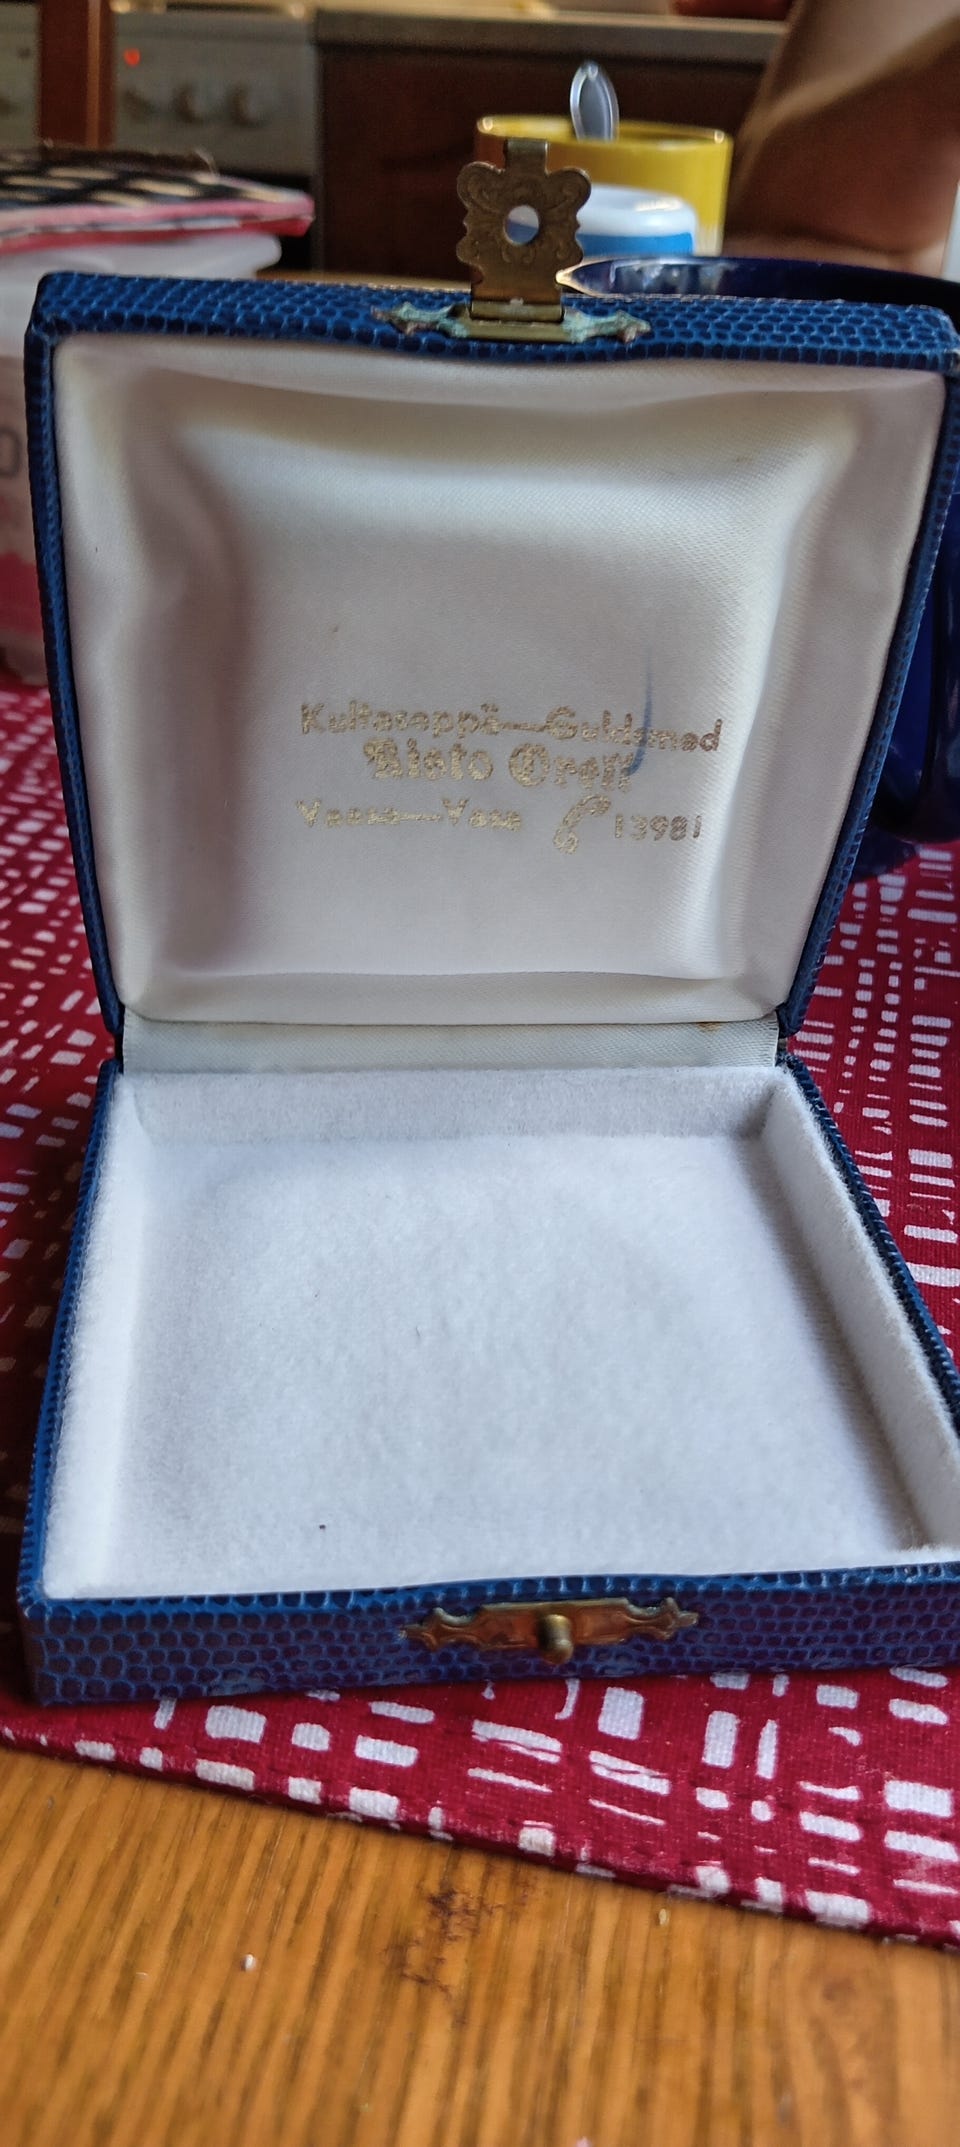 Kultaseppä—Guldsmed
Risto Orell
Vaasa—Vasa 13981